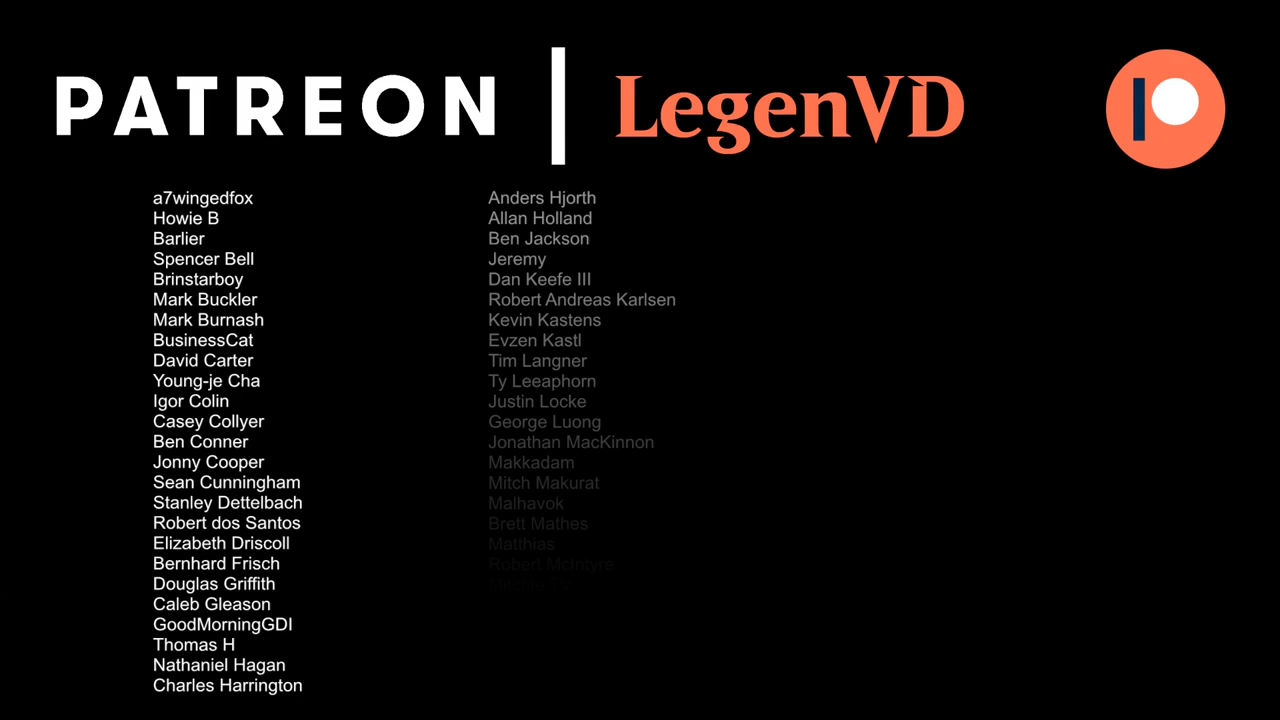 PATREON | LegenVD
a7wingedfox
Howie B
Barlier
Spencer Bell
Brinstarboy
Mark Buckler
Mark Burnash
BusinessCat
David Carter
Young-je Cha
Igor Colin
Casey Collyer
Ben Conner
Jonny Cooper
Sean Cunningham
Stanley Dettelbach
Robert dos Santos
Elizabeth Driscoll
Bernhard Frisch
Douglas Griffith
Caleb Gleason
GoodMorningGDI
Thomas H
Nathaniel Hagan
Charles Harrington
Anders Hjorth
Allan Holland
Ben Jackson
Jeremy
Dan Keefe III
Robert Andreas Karlsen
Kevin Kastens
Evzen Kastl
Tim Langner
Ty Leeaphorn
Justin Locke
George Luong
Jonathan MacKinnon
Makkadam
Mitch Makurat
Malhavok
Brett Mathes
Matthias
Robert McIntyre